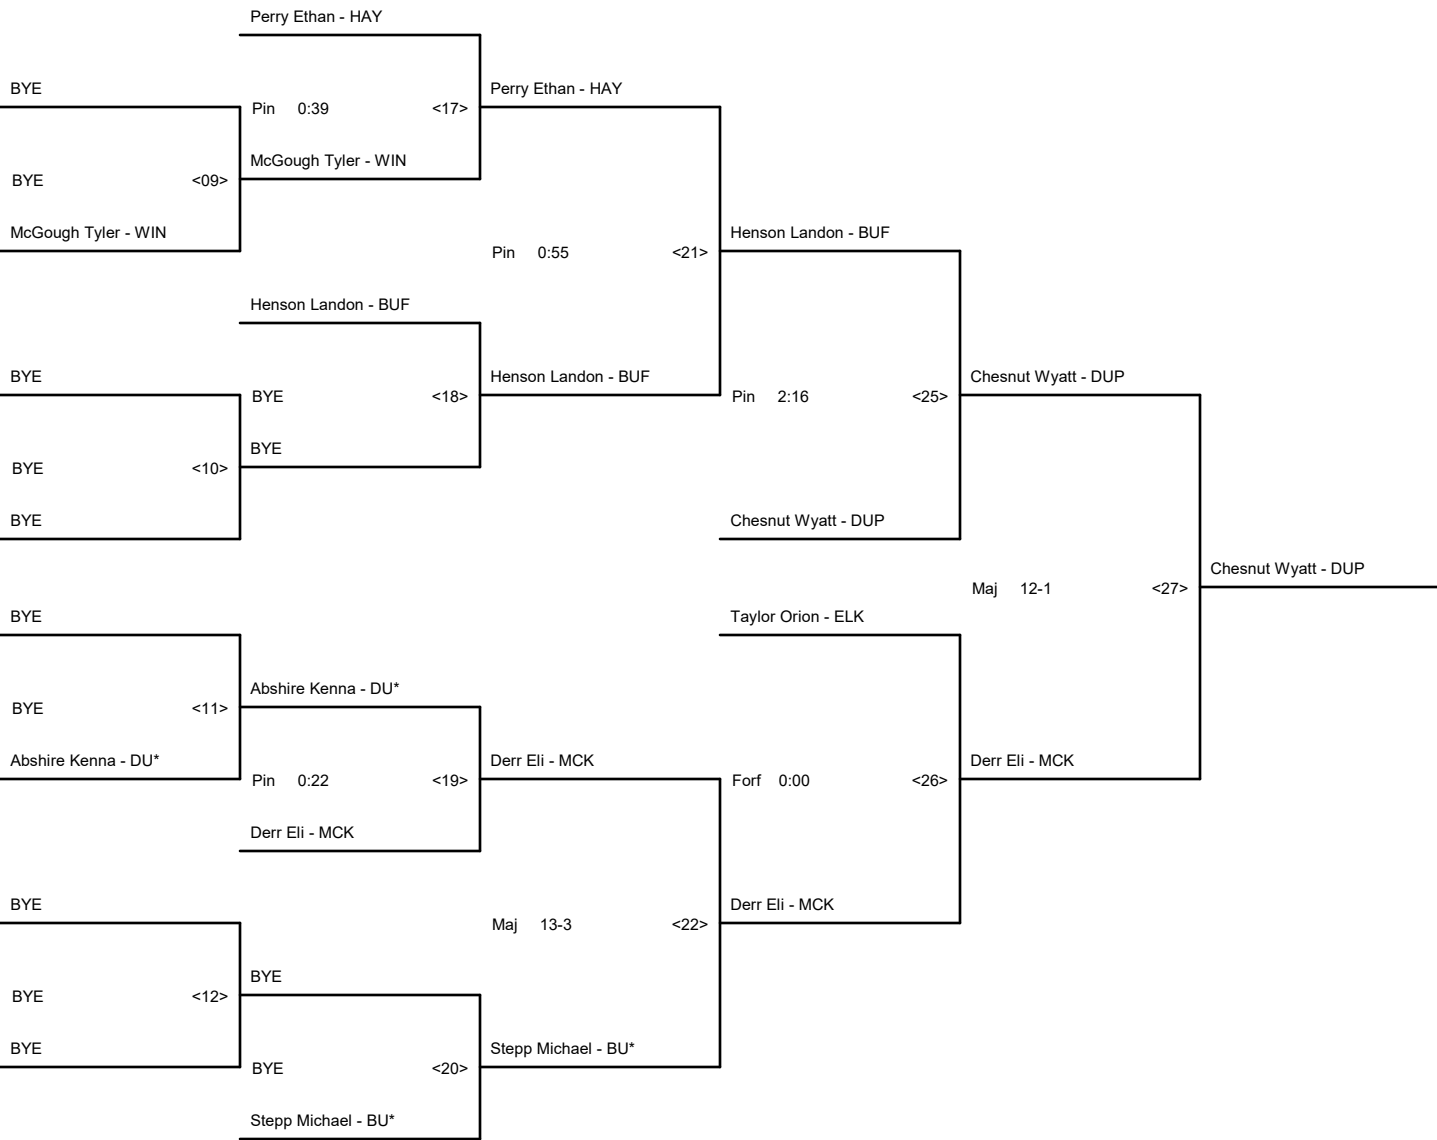 Perry Ethan - HAY
BYE
Perry Ethan - HAY
Pin 0:39 <17>
McGough Tyler - WIN
BYE <09>
McGough Tyler - WIN
Henson Landon - BUF
Pin 0:55 <21>
Henson Landon - BUF
BYE
Henson Landon - BUF
Chesnut Wyatt - DUP
BYE <18>
Pin 2:16 <25>
BYE
BYE <10>
BYE
Chesnut Wyatt - DUP
Chesnut Wyatt - DUP
Maj 12-1 <27>
BYE
Taylor Orion - ELK
Abshire Kenna - DU*
BYE <11>
Abshire Kenna - DU*
Derr Eli - MCK
Derr Eli - MCK
Pin 0:22 <19>
Forf 0:00 <26>
Derr Eli - MCK
BYE
Derr Eli - MCK
Maj 13-3 <22>
BYE
BYE <12>
BYE
Stepp Michael - BU*
BYE <20>
Stepp Michael - BU*